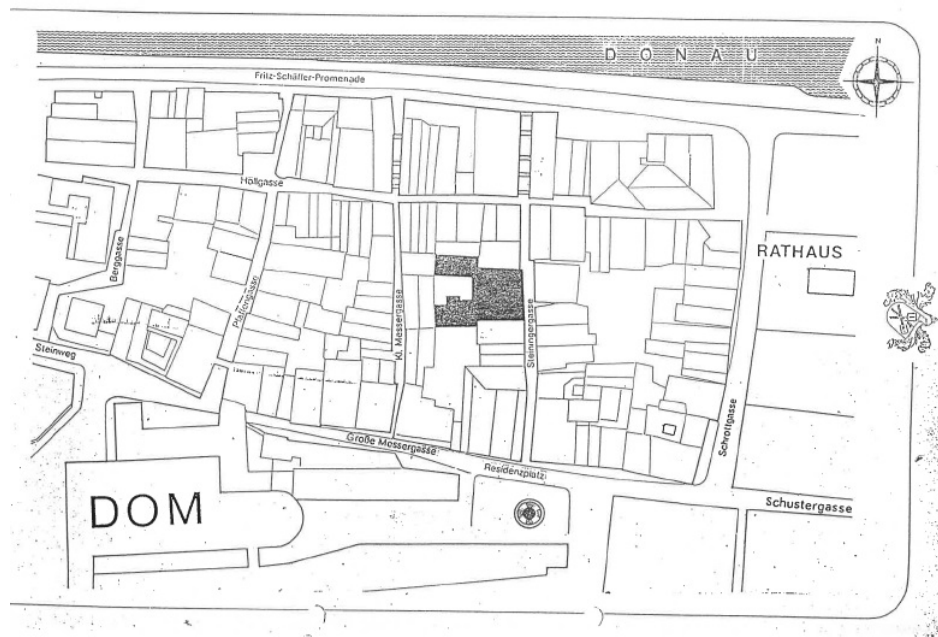 DONAU
N
Fritz-Schäffer-Promenade
Höllgasse
RATHAUS
Berggasse
Pfaffengasse
Kl. Messergasse
Steiningergasse
Steinweg
Schrottgasse
Große Messergasse
Residenzplatz
DOM
Schustergasse